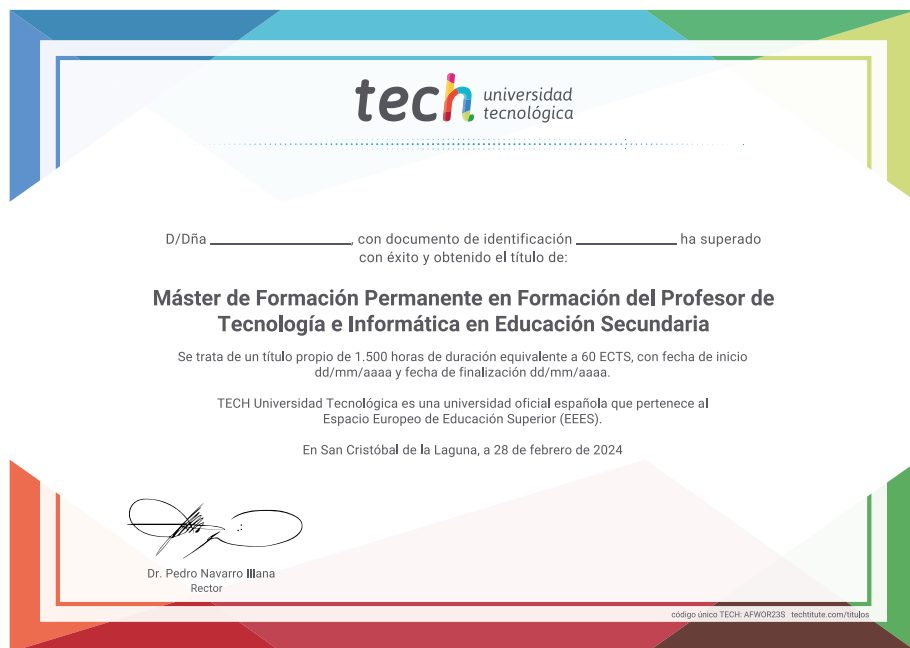 tech universidad
tecnológica
D/Dña ________________, con documento de identificación ____________ ha superado
con éxito y obtenido el título de:
Máster de Formación Permanente en Formación del Profesor de
Tecnología e Informática en Educación Secundaria
Se trata de un título propio de 1.500 horas de duración equivalente a 60 ECTS, con fecha de inicio
dd/mm/aaaa y fecha de finalización dd/mm/aaaa.
TECH Universidad Tecnológica es una universidad oficial española que pertenece al
Espacio Europeo de Educación Superior (EEES).
En San Cristóbal de la Laguna, a 28 de febrero de 2024
Dr. Pedro Navarro Illana
Rector
código único TECH: AFWOR23S techtitute.com/titulos